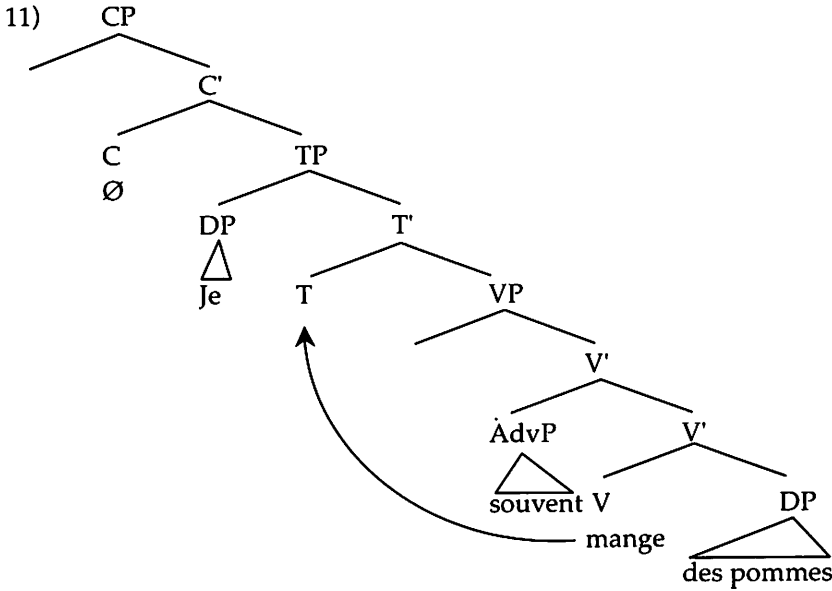 11) CP
C'
C TP
Ø
DP T'
Je T VP
V'
AdvP V'
souvent V DP
mange
des pommes